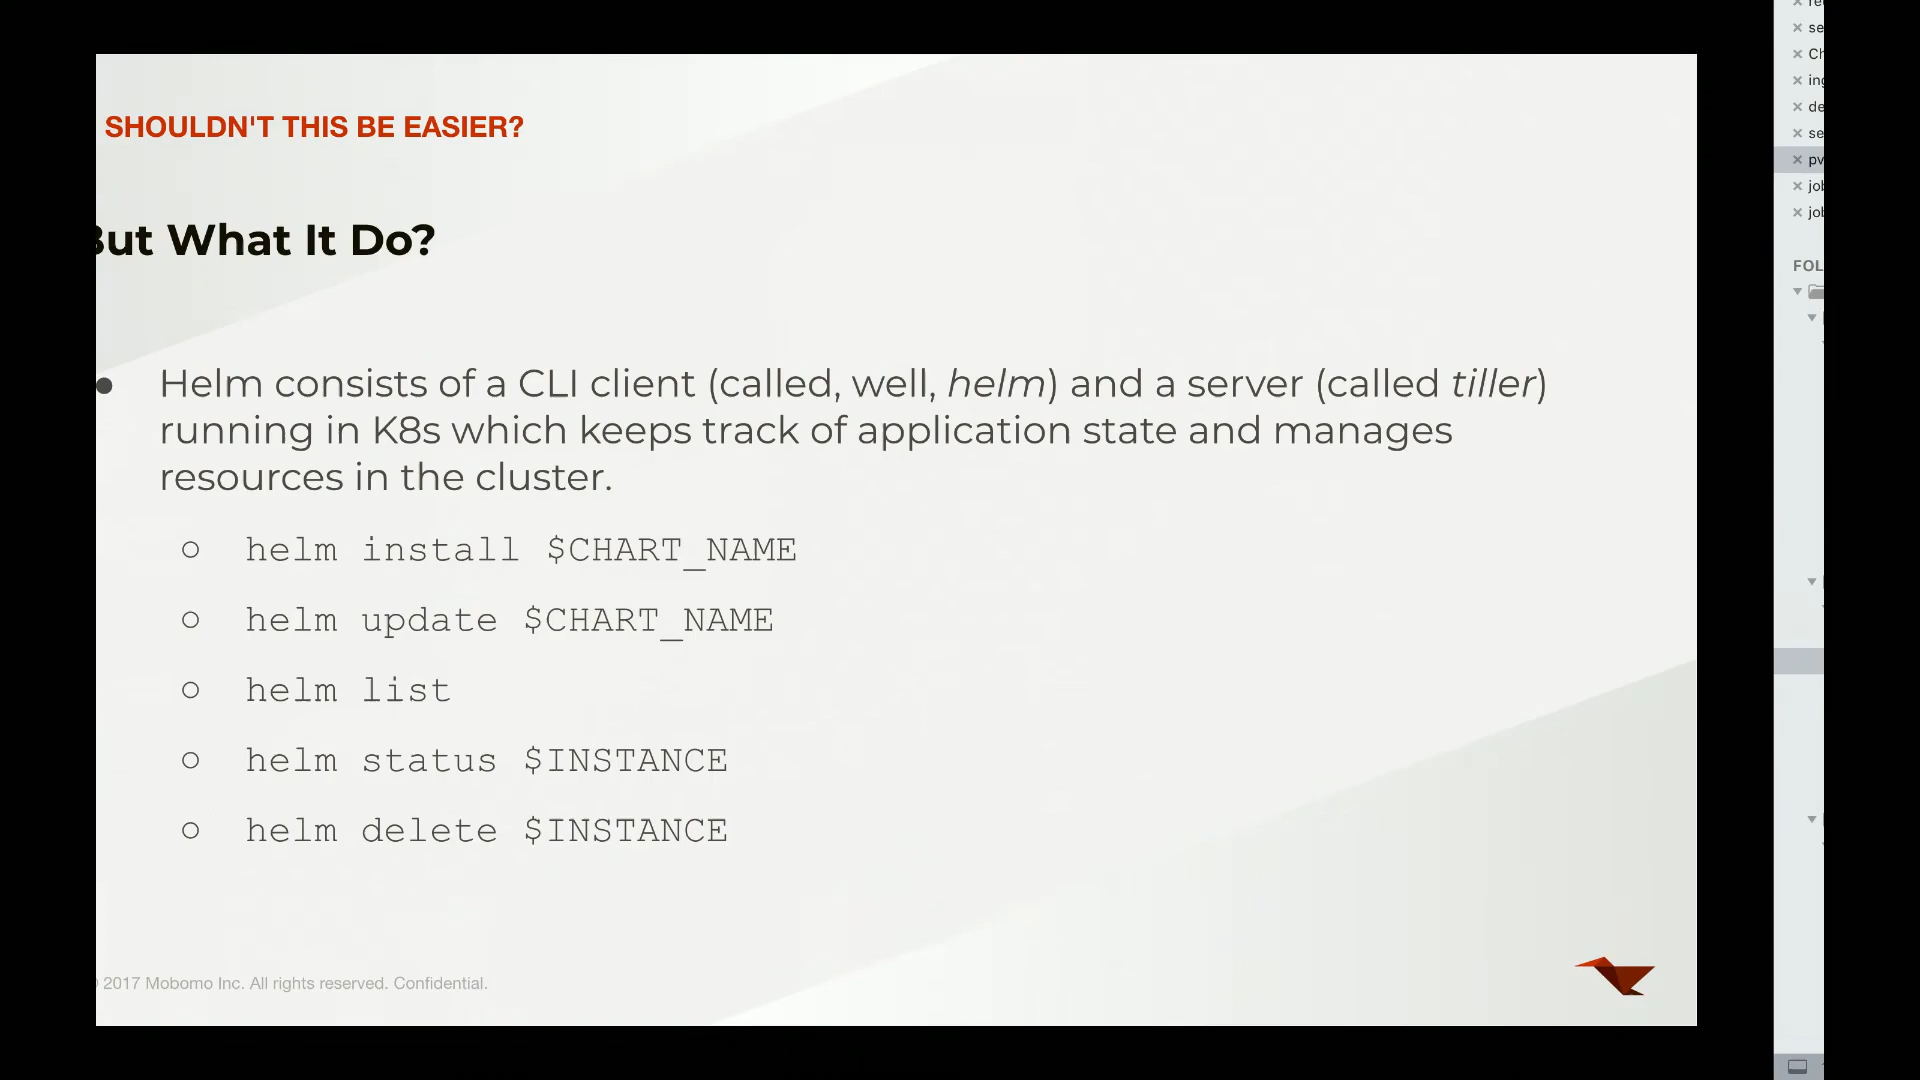 SHOULDN'T THIS BE EASIER?
But What It Do?
● Helm consists of a CLI client (called, well, helm) and a server (called tiller)
running in K8s which keeps track of application state and manages
resources in the cluster.
○ helm install $CHART_NAME
○ helm update $CHART_NAME
○ helm list
○ helm status $INSTANCE
○ helm delete $INSTANCE
2017 Mobomo Inc. All rights reserved. Confidential.